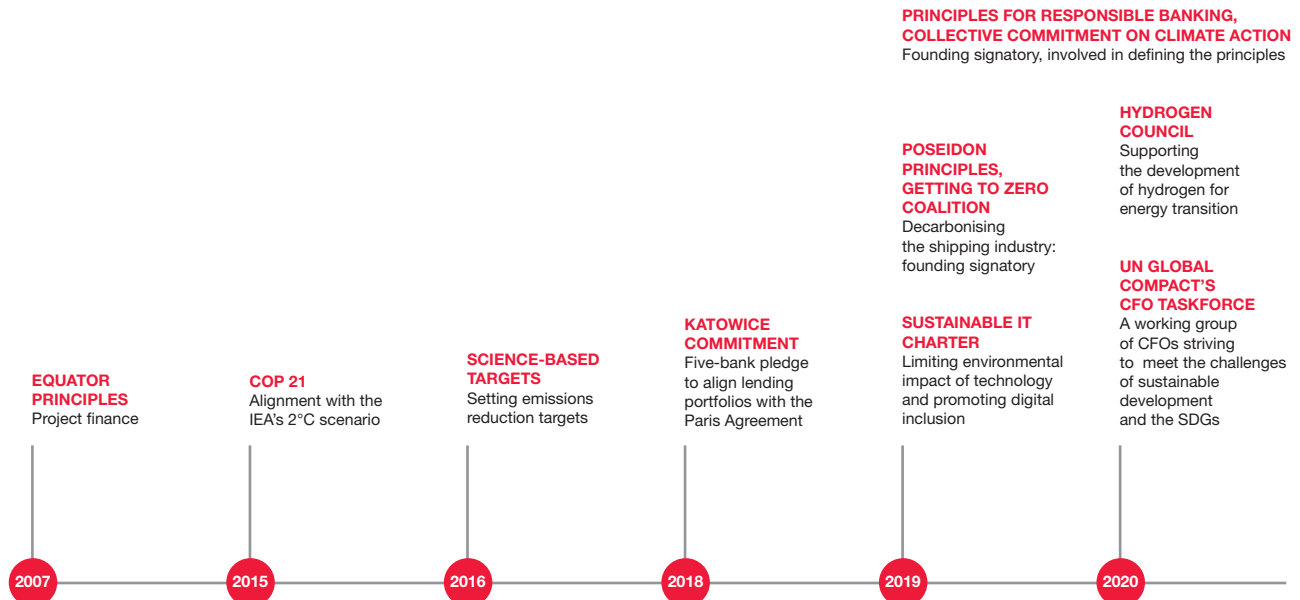 PRINCIPLES FOR RESPONSIBLE BANKING,
COLLECTIVE COMMITMENT ON CLIMATE ACTION
Founding signatory, involved in defining the principles
EQUATOR
PRINCIPLES
Project finance
COP 21
Alignment with the
IEA's 2°C scenario
SCIENCE-BASED
TARGETS
Setting emissions
reduction targets
KATOWICE
COMMITMENT
Five-bank pledge
to align lending
portfolios with the
Paris Agreement
POSEIDON
PRINCIPLES,
GETTING TO ZERO
COALITION
Decarbonising
the shipping industry:
founding signatory
SUSTAINABLE IT
CHARTER
Limiting environmental
impact of technology
and promoting digital
inclusion
HYDROGEN
COUNCIL
Supporting
the development
of hydrogen for
energy transition
UN GLOBAL
COMPACT'S
CFO TASKFORCE
A working group
of CFOs striving
to  meet the challenges
of sustainable
development
and the SDGs
2007
2015
2016
2018
2019
2020